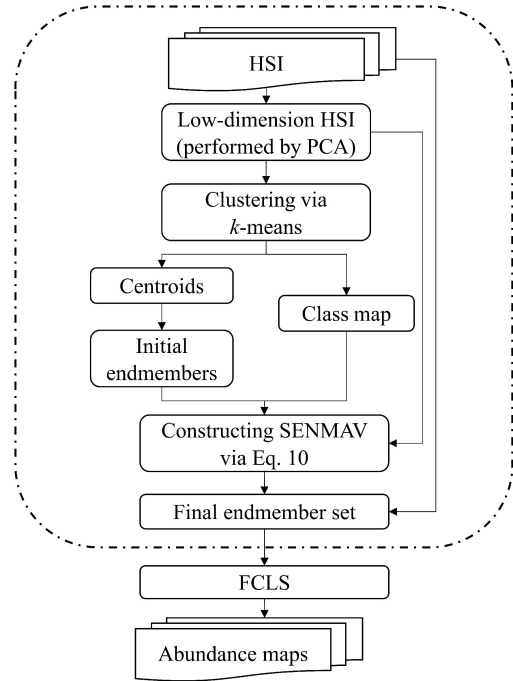 HSI
Low-dimension HSI
(performed by PCA)
Clustering via
k-means
Centroids
Class map
Initial
endmembers
Constructing SENMAV
via Eq. 10
Final endmember set
FCLS
Abundance maps